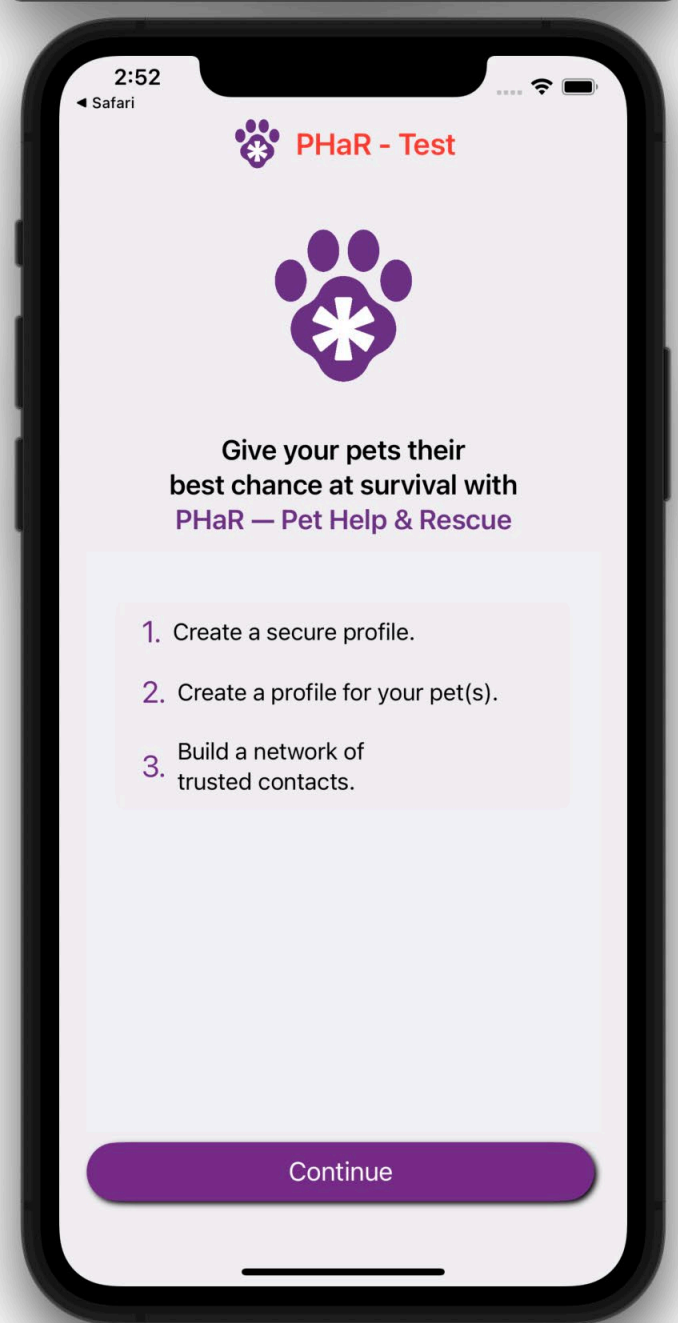 2:52
◀ Safari
PHaR - Test
Give your pets their
best chance at survival with
PHaR — Pet Help & Rescue
1. Create a secure profile.
2. Create a profile for your pet(s).
3. Build a network of
trusted contacts.
Continue